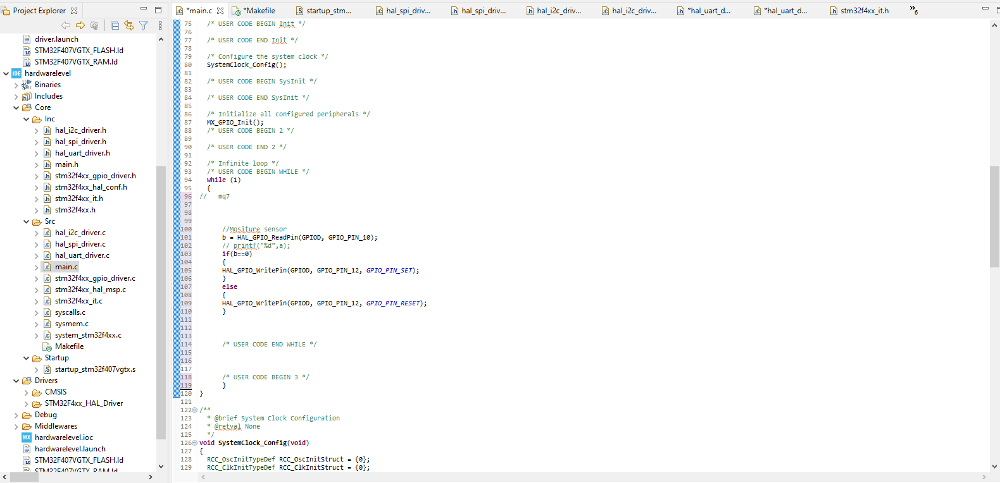 Project Explorer
driver.launch
STM32F407VGTX_FLASH.ld
STM32F407VGTX_RAM.ld
IDE hardwarelevel
Binaries
Includes
Core
Inc
hal_i2c_driver.h
hal_spi_driver.h
hal_uart_driver.h
main.h
stm32f4xx_gpio_driver.h
stm32f4xx_hal_conf.h
stm32f4xx_it.h
stm32f4xx.h
Src
hal_i2c_driver.c
hal_spi_driver.c
hal_uart_driver.c
main.c
stm32f4xx_gpio_driver.c
stm32f4xx_hal_msp.c
stm32f4xx_it.c
syscalls.c
sysmem.c
system_stm32f4xx.c
Makefile
Startup
startup_stm32f407vgtx.s
Drivers
CMSIS
STM32F4xx_HAL_Driver
Debug
Middlewares
MX hardwarelevel.ioc
hardwarelevel.launch
STM32F407VGTX_FLASH.ld
STM32F407VGTX_RAM.ld
*main.c *Makefile startup_stm... hal_spi_driv... hal_spi_driv... hal_i2c_driv... hal_i2c_driv... *hal_uart_d... *hal_uart_d... stm32f4xx_it.h »6
75 /* USER CODE BEGIN Init */
76
77 /* USER CODE END Init */
78
79 /* Configure the system clock */
80 SystemClock_Config();
81
82 /* USER CODE BEGIN SysInit */
83
84 /* USER CODE END SysInit */
85
86 /* Initialize all configured peripherals */
87 MX_GPIO_Init();
88 /* USER CODE BEGIN 2 */
89
90 /* USER CODE END 2 */
91
92 /* Infinite loop */
93 /* USER CODE BEGIN WHILE */
94 while (1)
95 {
96 // mq7
97
98
99
100 //Mositure sensor
101 b = HAL_GPIO_ReadPin(GPIOD, GPIO_PIN_10);
102 // printf("%d",a);
103 if(b==0)
104 {
105 HAL_GPIO_WritePin(GPIOD, GPIO_PIN_12, GPIO_PIN_SET);
106 }
107 else
108 {
109 HAL_GPIO_WritePin(GPIOD, GPIO_PIN_12, GPIO_PIN_RESET);
110 }
111
112
113
114 /* USER CODE END WHILE */
115
116
117
118 /* USER CODE BEGIN 3 */
119 }
120 }
121
122 /**
123 * @brief System Clock Configuration
124 * @retval None
125 */
126 void SystemClock_Config(void)
127 {
128 RCC_OscInitTypeDef RCC_OscInitStruct = {0};
129 RCC_ClkInitTypeDef RCC_ClkInitStruct = {0};